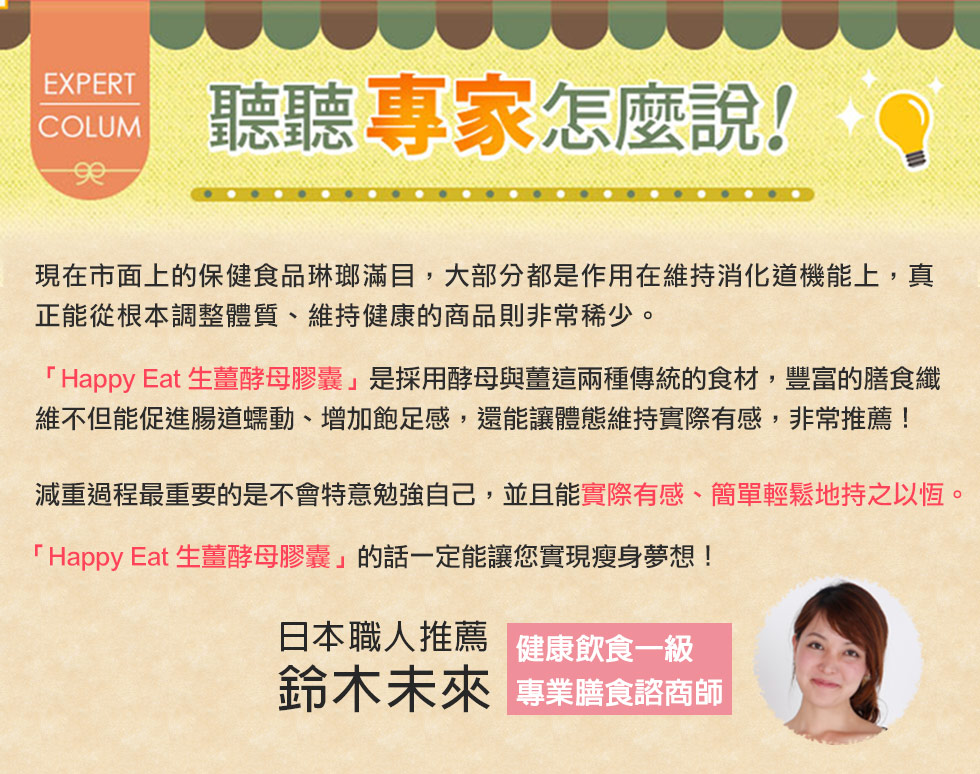 EXPERT
COLUM
聽聽專家怎麼說!
現在市面上的保健食品琳瑯滿目，大部分都是作用在維持消化道機能上，真
正能從根本調整體質、維持健康的商品則非常稀少。
「Happy Eat 生薑酵母膠囊」是採用酵母與薑這兩種傳統的食材，豐富的膳食纖
維不但能促進腸道蠕動、增加飽足感，還能讓體態維持實際有感，非常推薦！
減重過程最重要的是不會特意勉強自己，並且能實際有感、簡單輕鬆地持之以恆。
「Happy Eat 生薑酵母膠囊」的話一定能讓您實現瘦身夢想！
日本職人推薦
鈴木未來
健康飲食一級
專業膳食諮商師